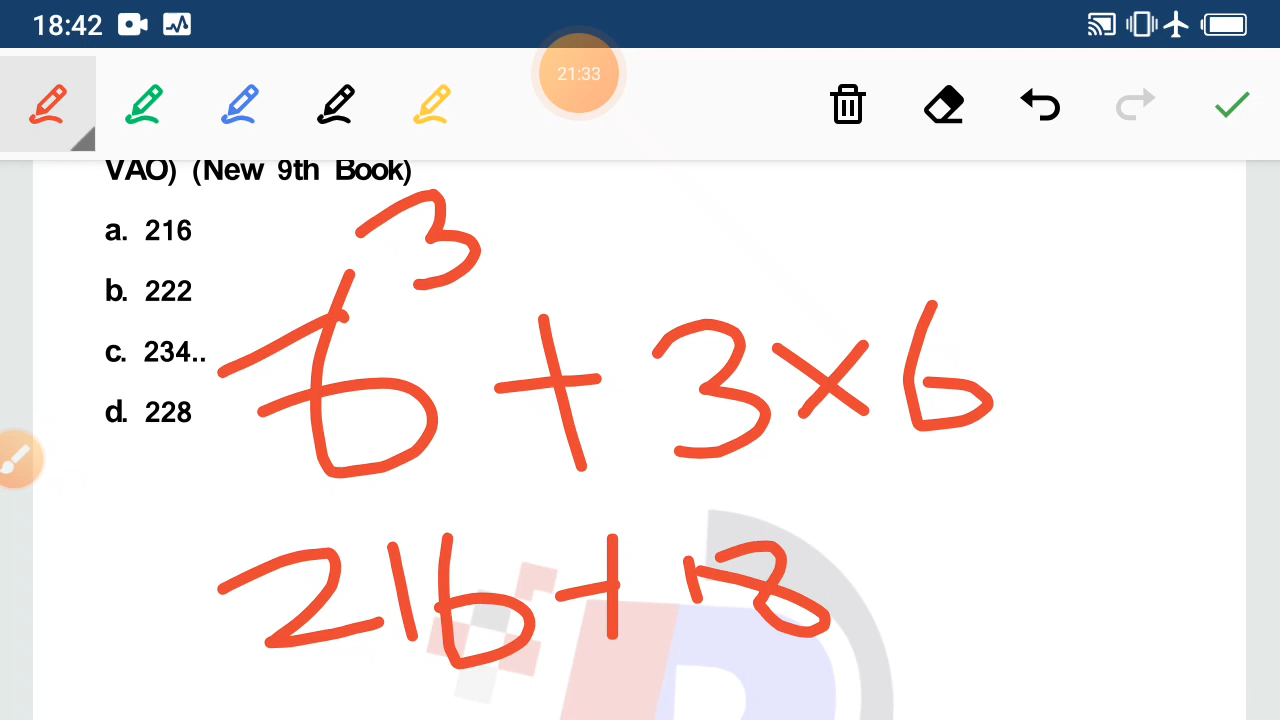 18:42
21:33
VAO) (New 9th Book)
a. 216
b. 222
c. 234..
d. 228
6³ + 3 × 6
216 + 18